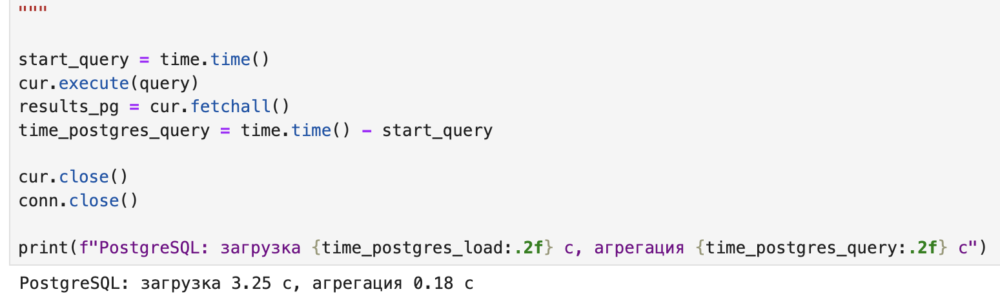 """
start_query = time.time()
cur.execute(query)
results_pg = cur.fetchall()
time_postgres_query = time.time() - start_query
cur.close()
conn.close()
print(f"PostgreSQL: загрузка {time_postgres_load:.2f} с, агрегация {time_postgres_query:.2f} с")
PostgreSQL: загрузка 3.25 с, агрегация 0.18 с